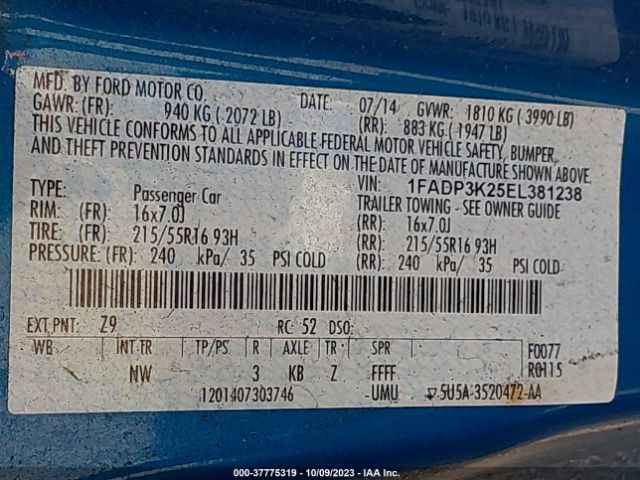 MFD. BY FORD MOTOR CO.
DATE: 07/14 GVWR: 1810 KG ( 3990 LB)
GAWR: (FR): 940 KG ( 2072 LB) (RR): 883 KG ( 1947 LB)
THIS VEHICLE CONFORMS TO ALL APPLICABLE FEDERAL MOTOR VEHICLE SAFETY, BUMPER,
AND THEFT PREVENTION STANDARDS IN EFFECT ON THE DATE OF MANUFACTURE SHOWN ABOVE.
VIN: 1FADP3K25EL381238
TYPE: Passenger Car TRAILER TOWING - SEE OWNER GUIDE
RIM: (FR) 16x7.0J (RR): 16x7.0J
TIRE: (FR) 215/55R16 93H (RR): 215/55R16 93H
PRESSURE: (FR): 240 kPa/ 35 PSI COLD (RR): 240 kPa/ 35 PSI COLD
EXT PNT: Z9 RC: 52 DSO:
WB INT TR TP/PS R AXLE TR SPR F0077
NW 3 KB Z FFFF R0115
1201407303746 UMU 5U5A-3520472-AA
000-37775319 - 10/09/2023 - IAA Inc.